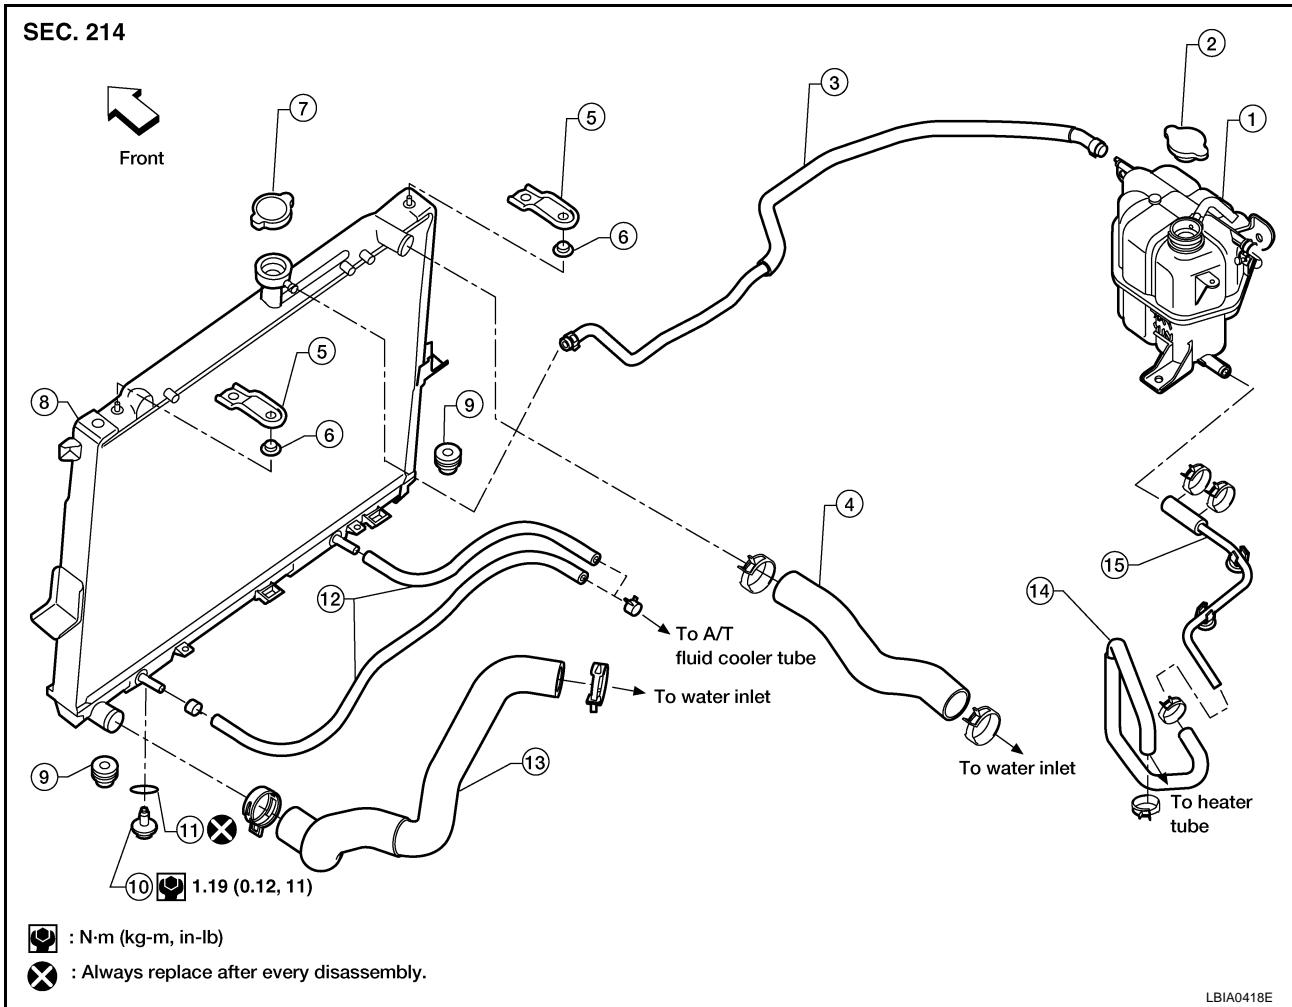 SEC. 214
2
3
1
7
5
Front
6
5
8
9
6
4
15
12
14
To A/T
fluid cooler tube
To water inlet
13
To water inlet
9
To heater
tube
11
10 1.19 (0.12, 11)
: N·m (kg-m, in-lb)
: Always replace after every disassembly.
LBIA0418E